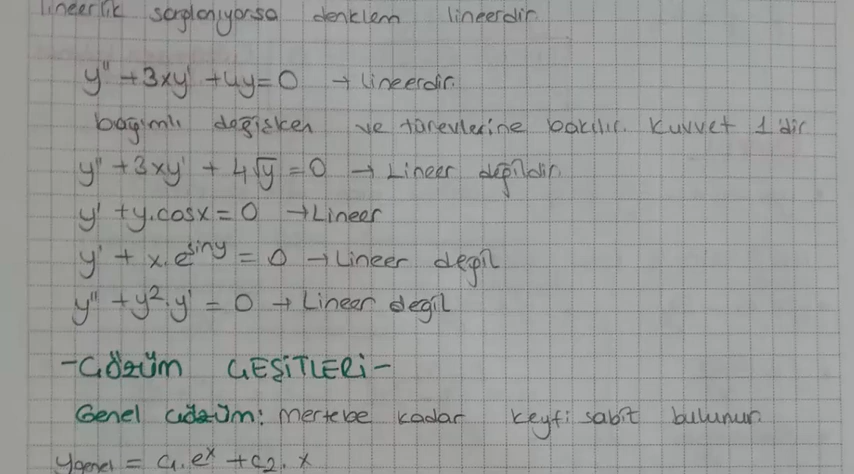 lineerlik sağlanıyorsa denklem lineerdir.
y'' + 3xy' + 4y = 0 → lineerdir.
bağımlı değişken ve türevlerine bakılır. kuvvet 1'dir
y'' + 3xy' + 4√y = 0 → Lineer değildir.
y' + y.cosx = 0 → Lineer
y' + x.e^siny = 0 → Lineer değil
y'' + y².y' = 0 → Lineer değil
-ÇÖZÜM ÇEŞİTLERİ-
Genel çözüm: mertebe kadar keyfi sabit bulunur.
ygenel = c₁.eˣ + c₂.x